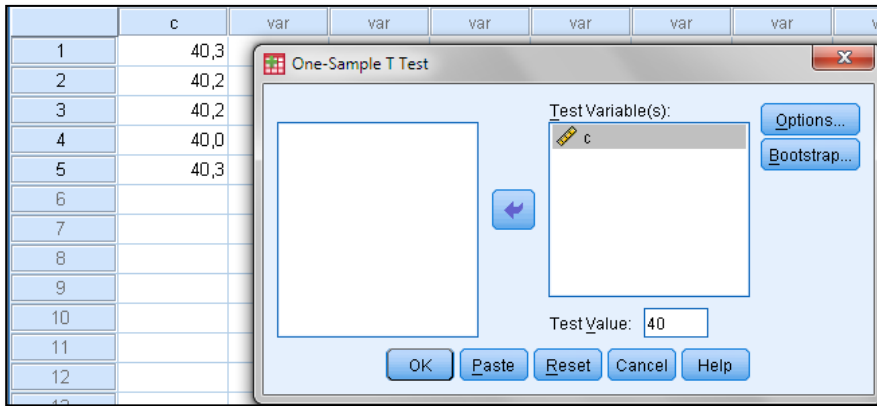 c var var var var var var
1 40,3
2 40,2
3 40,2
4 40,0
5 40,3
6
7
8
9
10
11
12
One-Sample T Test
Test Variable(s):
c
Options...
Bootstrap...
Test Value: 40
OK Paste Reset Cancel Help